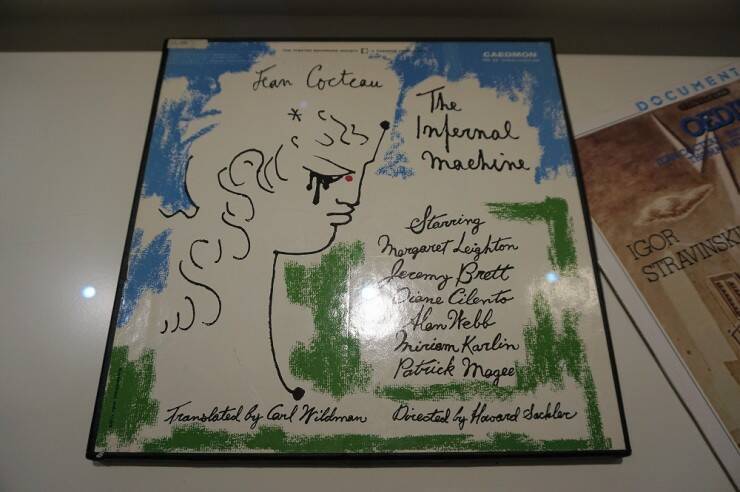 CAEDMON
Jean Cocteau
The
Infernal
Machine
Starring
Margaret Leighton
Jeremy Brett
Diane Cilento
Alan Webb
Miriam Karlin
Patrick Magee
Translated by Carl Wildman
Directed by Howard Sackler
DOCUMENT
IGOR
STRAVINSK